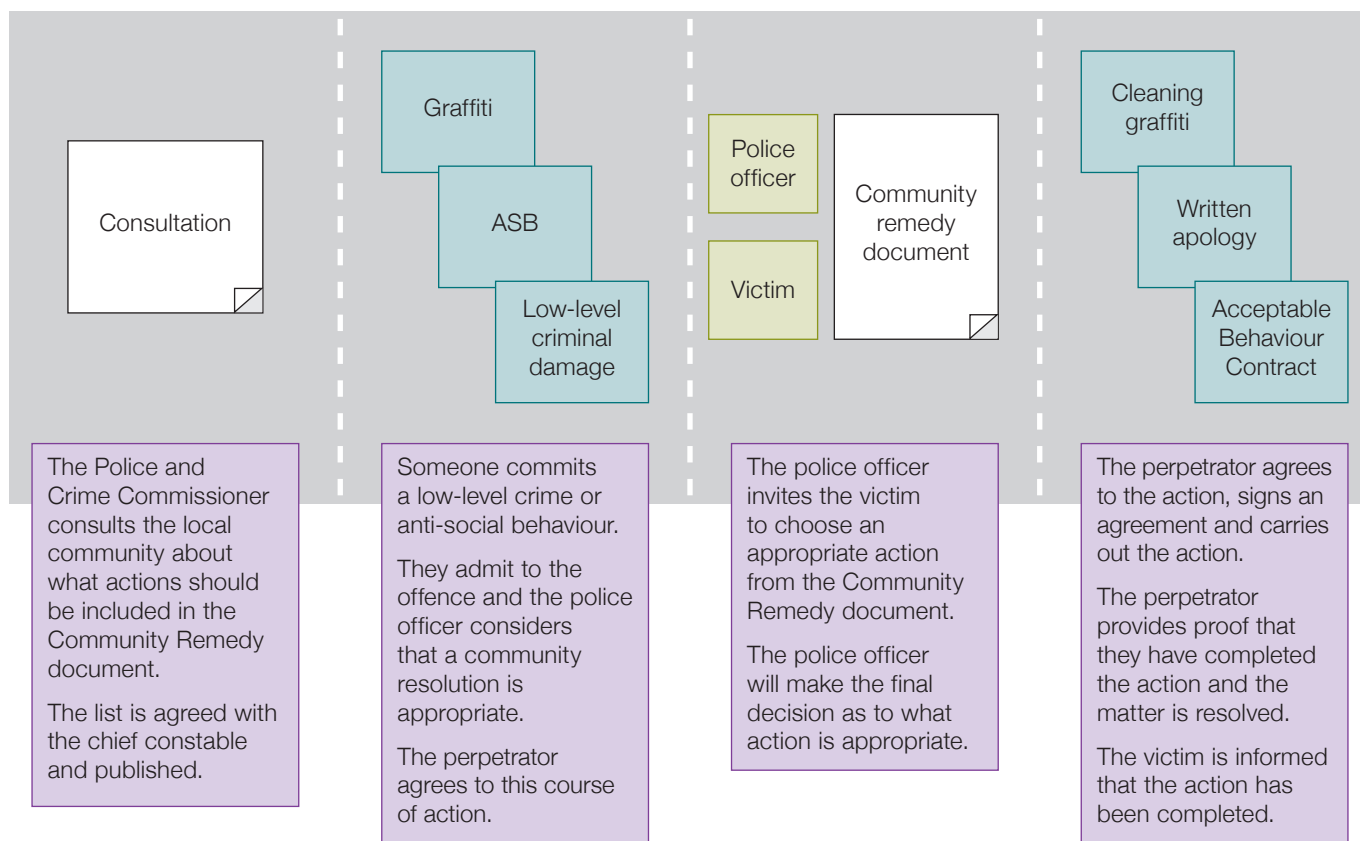 Consultation
The Police and
Crime Commissioner
consults the local
community about
what actions should
be included in the
Community Remedy
document.
The list is agreed with
the chief constable
and published.
Graffiti
ASB
Low-level
criminal
damage
Someone commits
a low-level crime or
anti-social behaviour.
They admit to the
offence and the police
officer considers
that a community
resolution is
appropriate.
The perpetrator
agrees to this course
of action.
Police
officer
Victim
Community
remedy
document
The police officer
invites the victim
to choose an
appropriate action
from the Community
Remedy document.
The police officer
will make the final
decision as to what
action is appropriate.
Cleaning
graffiti
Written
apology
Acceptable
Behaviour
Contract
The perpetrator agrees
to the action, signs an
agreement and carries
out the action.
The perpetrator
provides proof that
they have completed
the action and the
matter is resolved.
The victim is informed
that the action has
been completed.